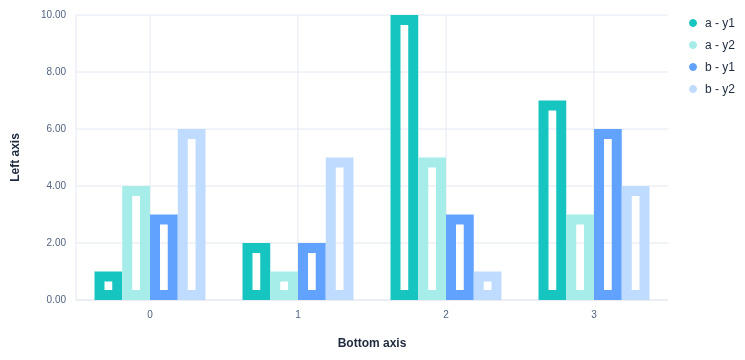 10.00
8.00
6.00
4.00
2.00
0.00
Left axis
0 1 2 3
Bottom axis
a - y1
a - y2
b - y1
b - y2